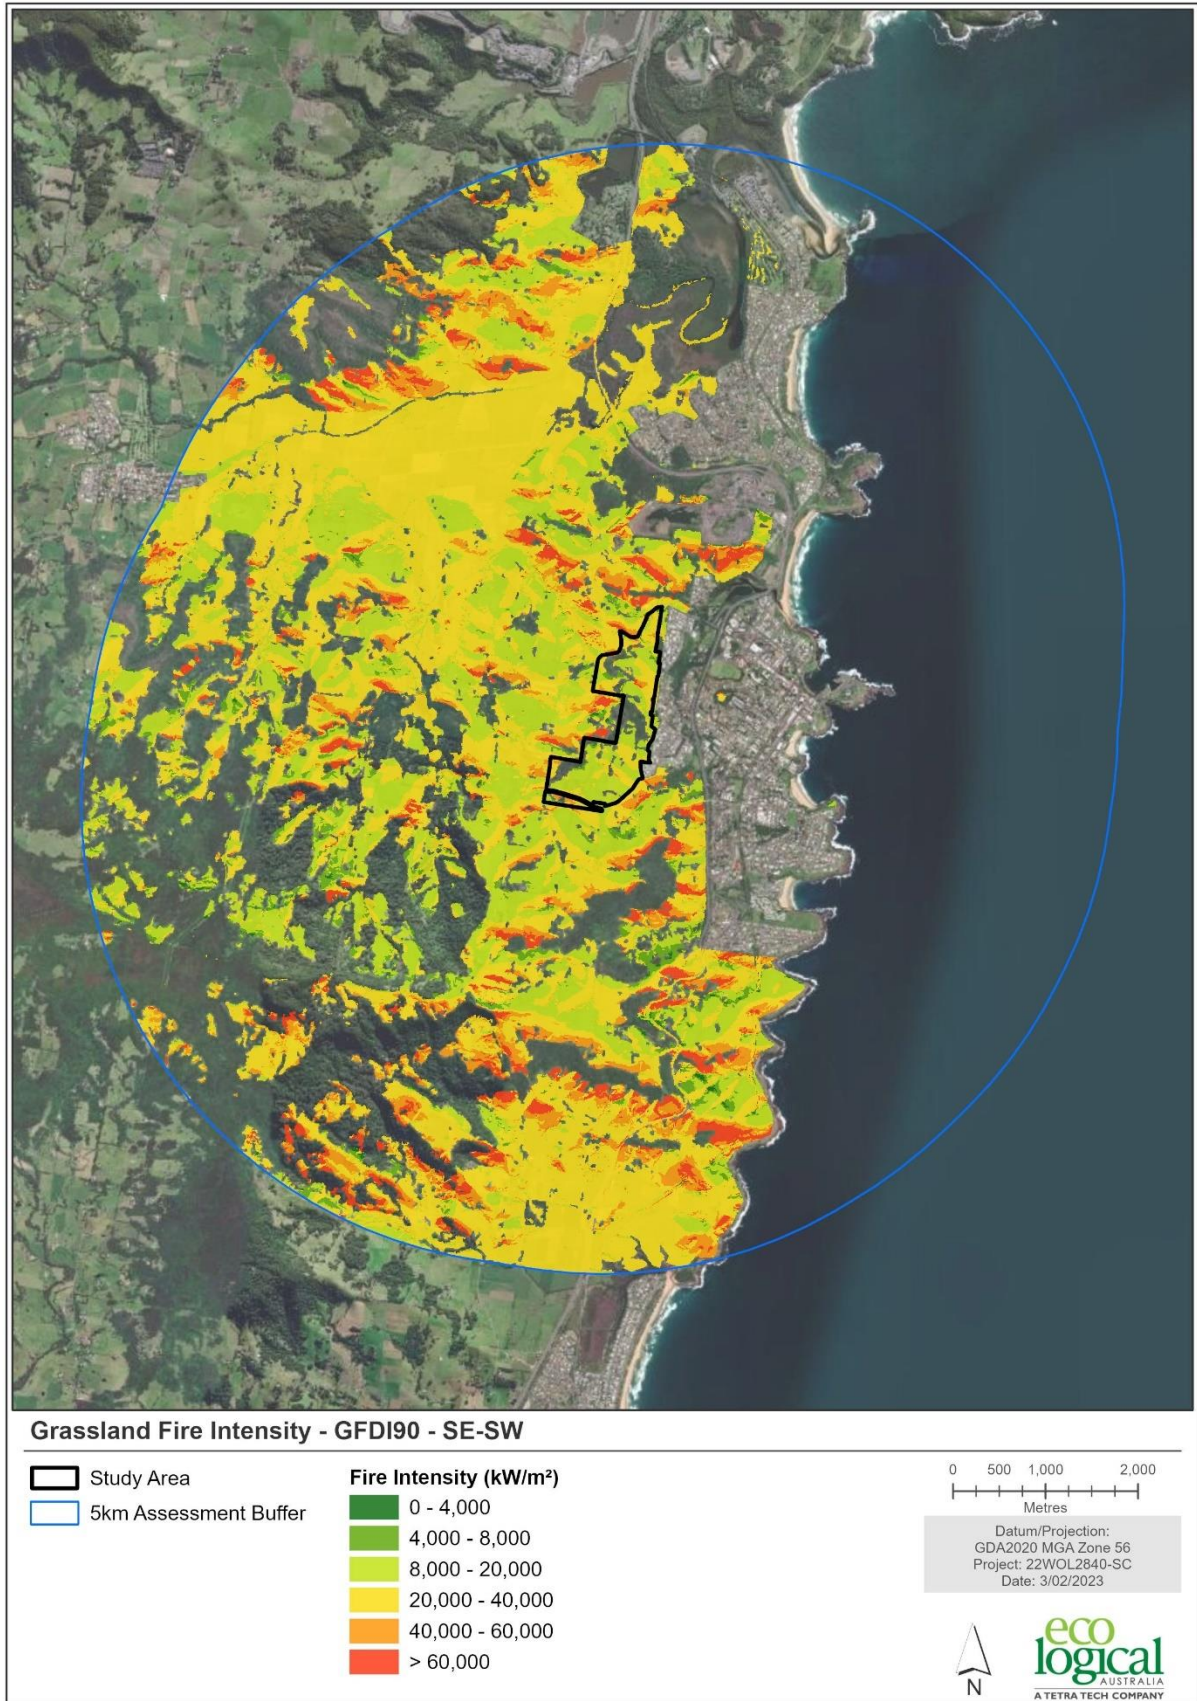 Grassland Fire Intensity - GFDI90 - SE-SW
Study Area
5km Assessment Buffer
Fire Intensity (kW/m²)
0 - 4,000
4,000 - 8,000
8,000 - 20,000
20,000 - 40,000
40,000 - 60,000
> 60,000
0 500 1,000 2,000
Metres
Datum/Projection:
GDA2020 MGA Zone 56
Project: 22WOL2840-SC
Date: 3/02/2023
N
eco
logical
AUSTRALIA
A TETRA TECH COMPANY